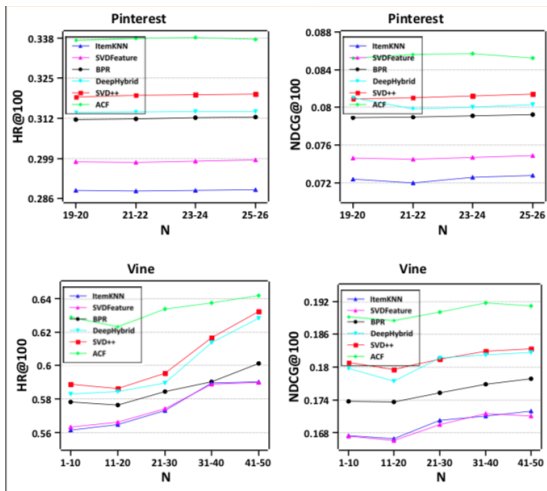 Pinterest
HR@100
0.338
0.325
0.312
0.299
0.286
ItemKNN
SVDFeature
BPR
DeepHybrid
SVD++
ACF
19-20 21-22 23-24 25-26
N
Pinterest
NDCG@100
0.088
0.084
0.08
0.076
0.072
ItemKNN
SVDFeature
BPR
DeepHybrid
SVD++
ACF
19-20 21-22 23-24 25-26
N
Vine
HR@100
0.64
0.62
0.6
0.58
0.56
ItemKNN
SVDFeature
BPR
DeepHybrid
SVD++
ACF
1-10 11-20 21-30 31-40 41-50
N
Vine
NDCG@100
0.192
0.186
0.18
0.174
0.168
ItemKNN
SVDFeature
BPR
DeepHybrid
SVD++
ACF
1-10 11-20 21-30 31-40 41-50
N